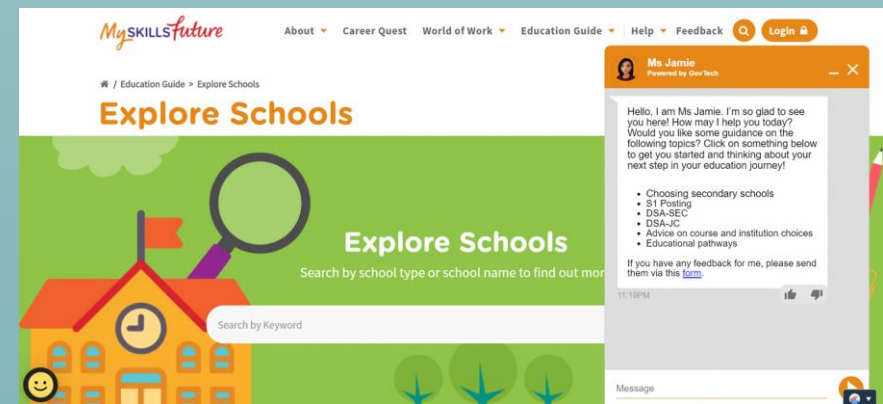 MySKILLSfuture
About Career Quest World of Work Education Guide Help Feedback Login
/ Education Guide > Explore Schools
Explore Schools
Explore Schools
Search by school type or school name to find out mor
Search by Keyword
Ms Jamie
Powered by GovTech
Hello, I am Ms Jamie. I'm so glad to see
you here! How may I help you today?
Would you like some guidance on the
following topics? Click on something below
to get you started and thinking about your
next step in your education journey!
• Choosing secondary schools
• S1 Posting
• DSA-SEC
• DSA-JC
• Advice on course and institution choices
• Educational pathways
If you have any feedback for me, please send
them via this form.
11:19PM
Message